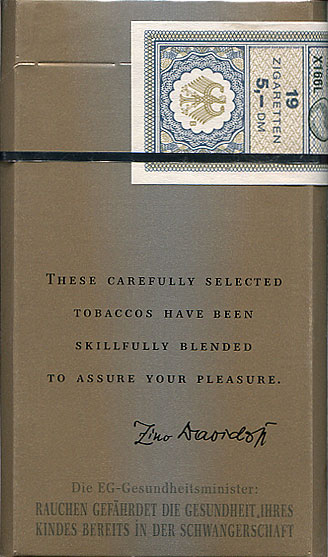 19
ZIGARETTEN
5,– DM
X1661
THESE CAREFULLY SELECTED
TOBACCOS HAVE BEEN
SKILLFULLY BLENDED
TO ASSURE YOUR PLEASURE.
Zino Davidoff
Die EG-Gesundheitsminister:
RAUCHEN GEFÄHRDET DIE GESUNDHEIT,IHRES
KINDES BEREITS IN DER SCHWANGERSCHAFT